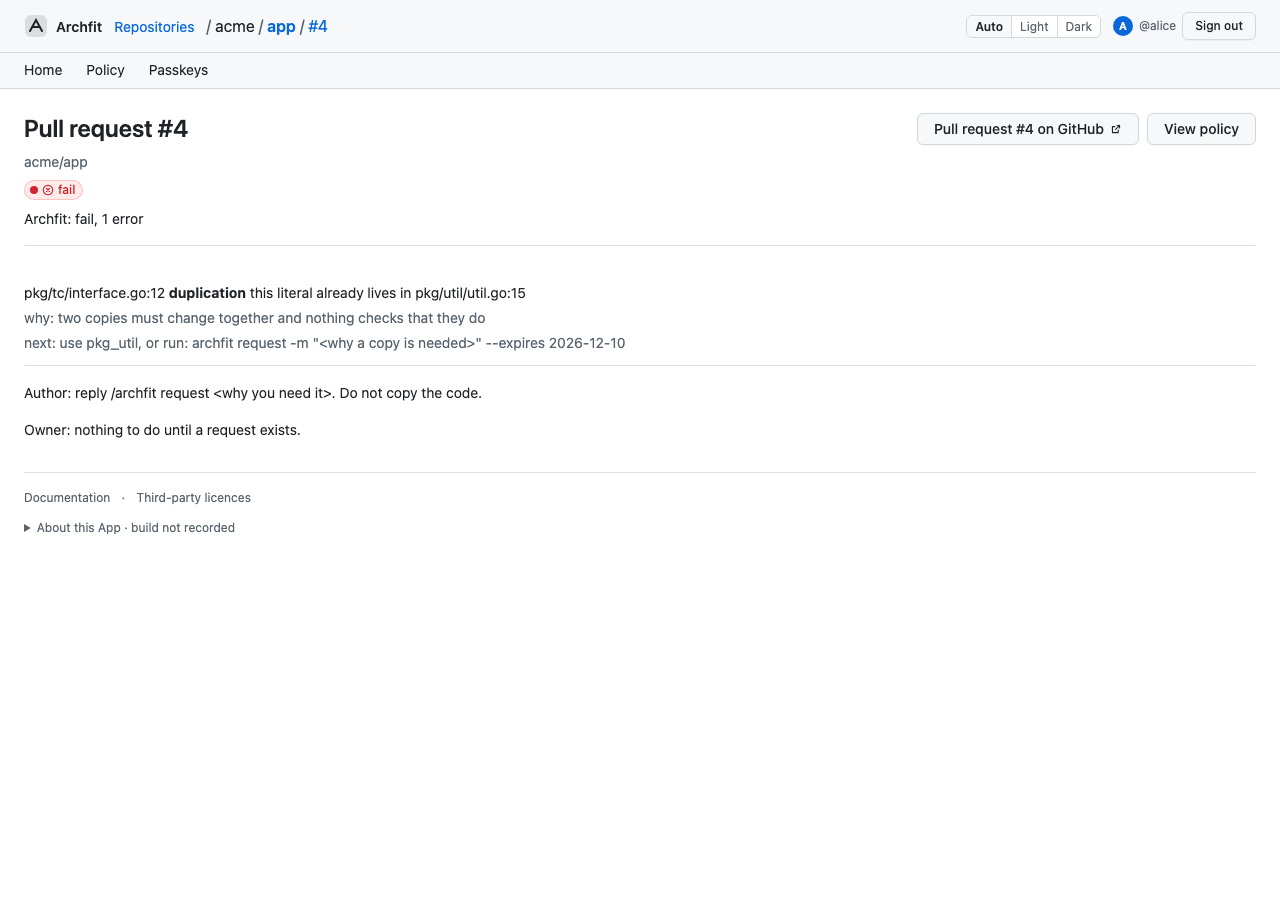 Archfit Repositories / acme / app / #4
Auto Light Dark A @alice Sign out
Home Policy Passkeys
Pull request #4
Pull request #4 on GitHub View policy
acme/app
fail
Archfit: fail, 1 error
pkg/tc/interface.go:12 duplication this literal already lives in pkg/util/util.go:15
why: two copies must change together and nothing checks that they do
next: use pkg_util, or run: archfit request -m "<why a copy is needed>" --expires 2026-12-10
Author: reply /archfit request <why you need it>. Do not copy the code.
Owner: nothing to do until a request exists.
Documentation · Third-party licences
About this App · build not recorded